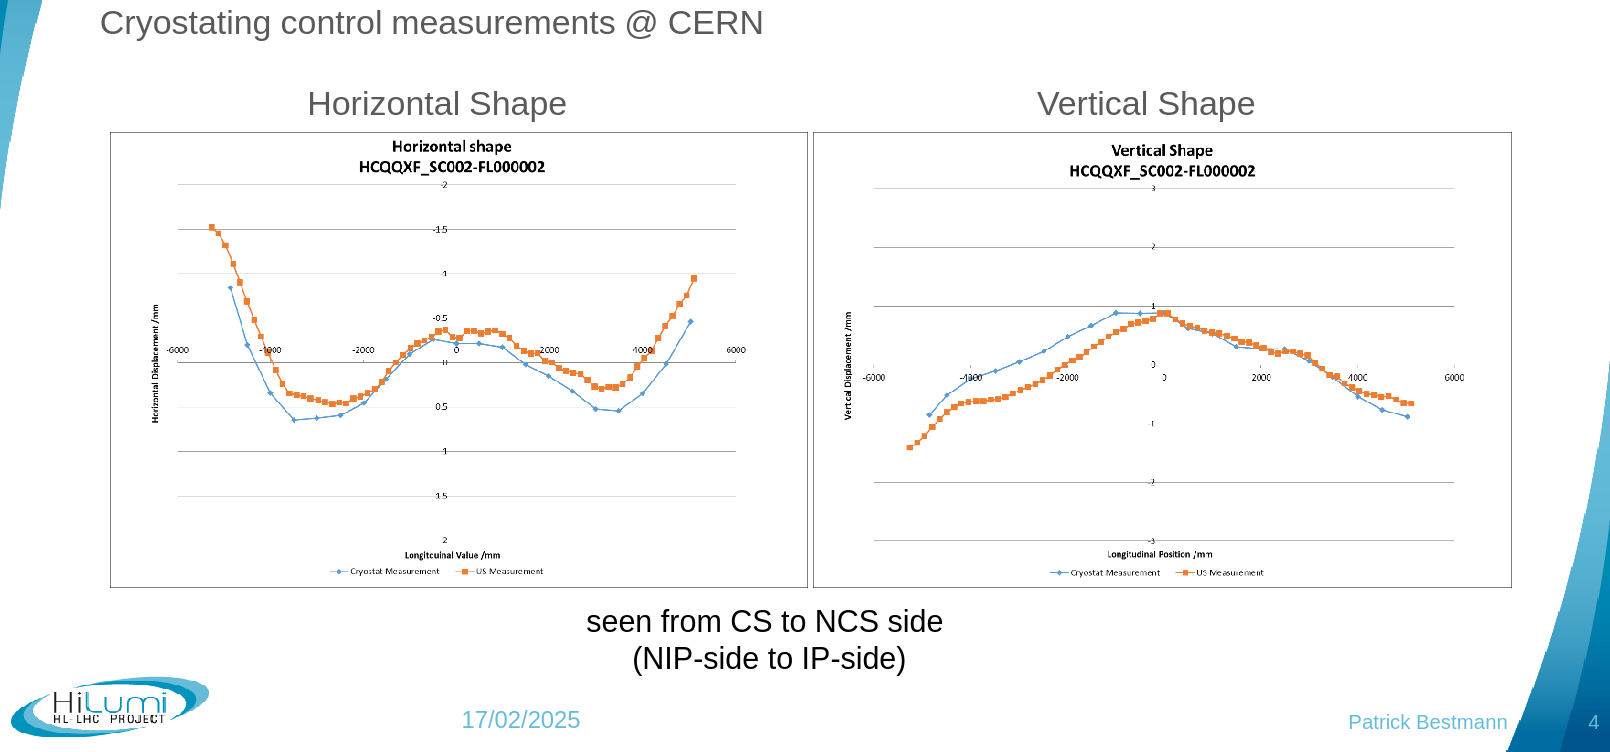 Cryostating control measurements @ CERN
Horizontal Shape
Vertical Shape
Horizontal shape
HCQQXF_SC002-FL000002
-2
-1.5
-1
-0.5
0
0.5
1
1.5
2
-6000
-4000
-2000
0
2000
4000
6000
Horizontal Displacement /mm
Longitcuinal Value /mm
Cryostat Measurement
US Measurement
Vertical Shape
HCQQXF_SC002-FL000002
3
2
1
0
-1
-2
-3
-6000
-4000
-2000
0
2000
4000
6000
Vertical Displacement /mm
Longitudinal Position /mm
Cryostat Measurement
US Measurement
seen from CS to NCS side
(NIP-side to IP-side)
HiLumi
HL-LHC PROJECT
17/02/2025
Patrick Bestmann
4